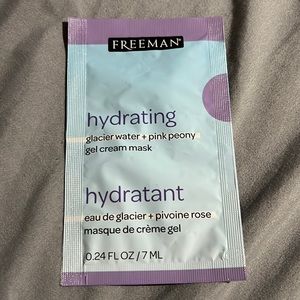 FREEMAN
hydrating
glacier water + pink peony
gel cream mask
hydratant
eau de glacier + pivoine rose
masque de crème gel
0.24 FL OZ / 7 ML